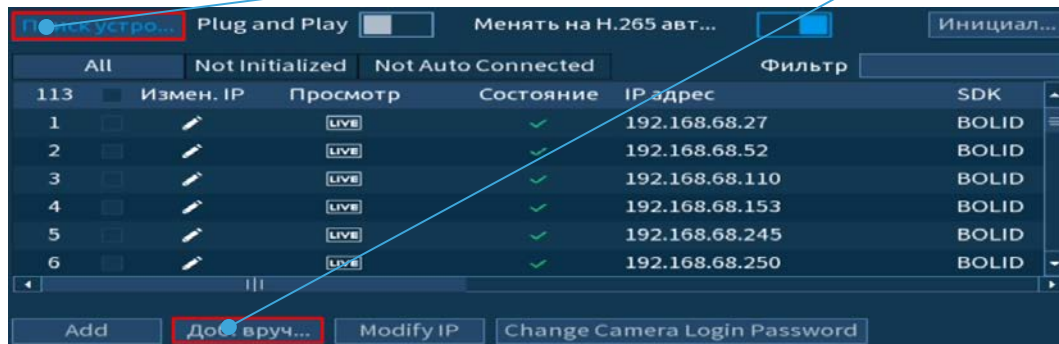 Поиск устро... Plug and Play Менять на H.265 авт... Инициал...
All Not Initialized Not Auto Connected Фильтр
113 Измен. IP Просмотр Состояние IP адрес SDK
1 LIVE 192.168.68.27 BOLID
2 LIVE 192.168.68.52 BOLID
3 LIVE 192.168.68.110 BOLID
4 LIVE 192.168.68.153 BOLID
5 LIVE 192.168.68.245 BOLID
6 LIVE 192.168.68.250 BOLID
Add Доб. вруч... Modify IP Change Camera Login Password